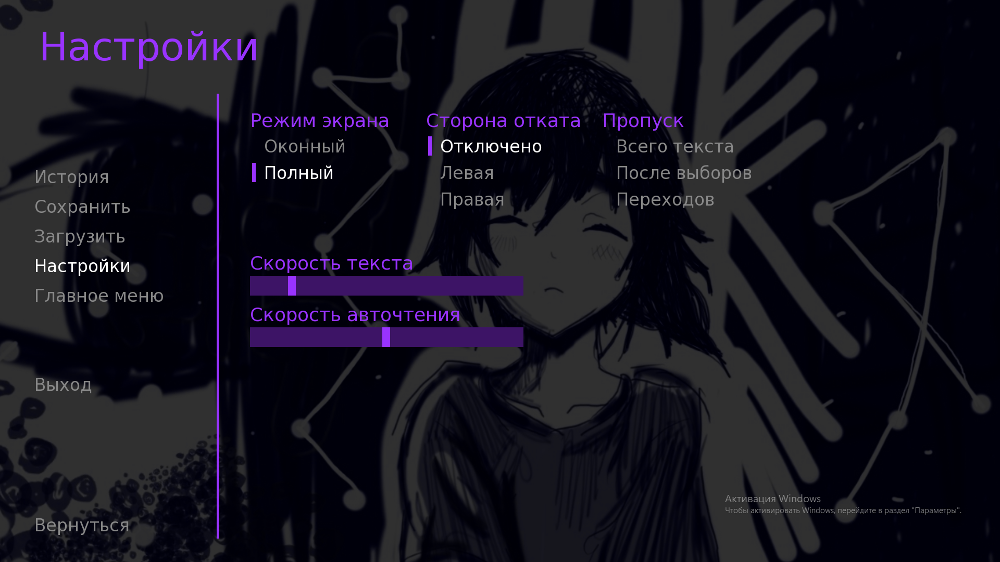 Настройки
История
Сохранить
Загрузить
Настройки
Главное меню
Выход
Вернуться
Режим экрана
Оконный
Полный
Сторона отката
Отключено
Левая
Правая
Пропуск
Всего текста
После выборов
Переходов
Скорость текста
Скорость авточтения
Активация Windows
Чтобы активировать Windows, перейдите в раздел "Параметры".